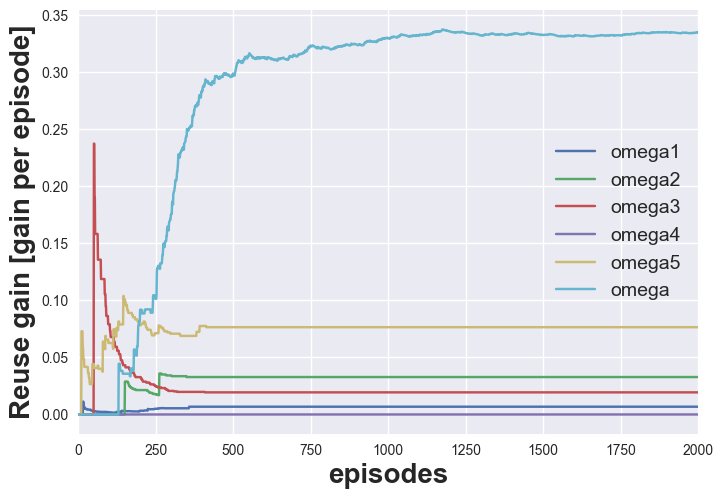 Reuse gain [gain per episode]
0.35
0.30
0.25
0.20
0.15
0.10
0.05
0.00
omega1
omega2
omega3
omega4
omega5
omega
0 250 500 750 1000 1250 1500 1750 2000
episodes